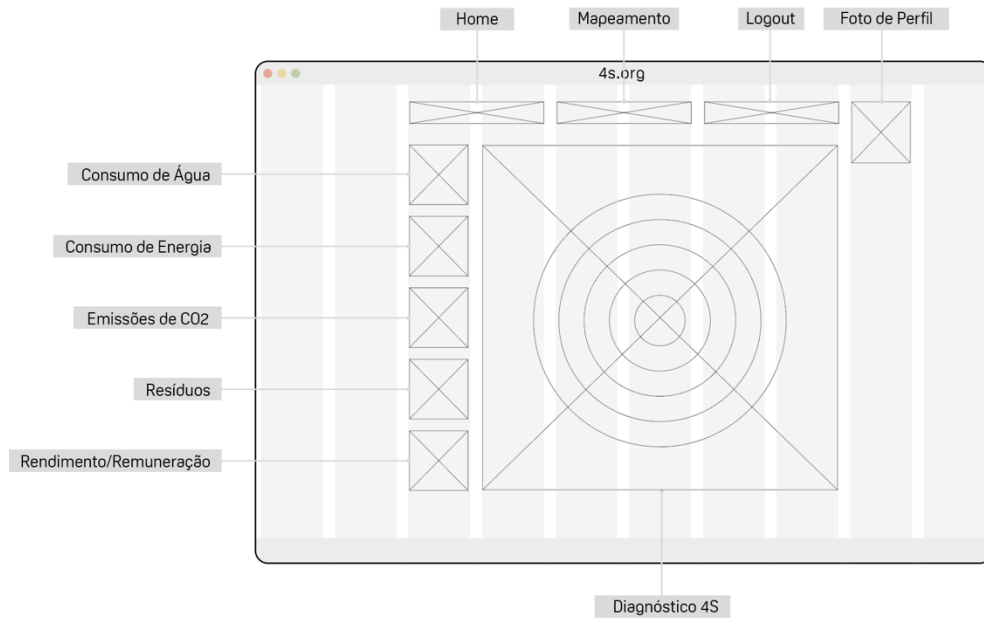 Home
Mapeamento
Logout
Foto de Perfil
4s.org
Consumo de Água
Consumo de Energia
Emissões de CO2
Resíduos
Rendimento/Remuneração
Diagnóstico 4S